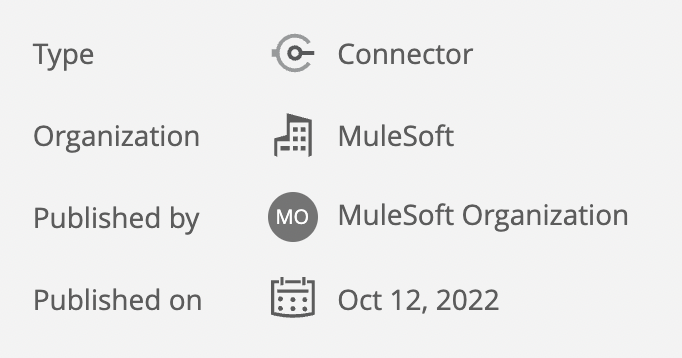 Type Connector
Organization MuleSoft
Published by MO MuleSoft Organization
Published on Oct 12, 2022